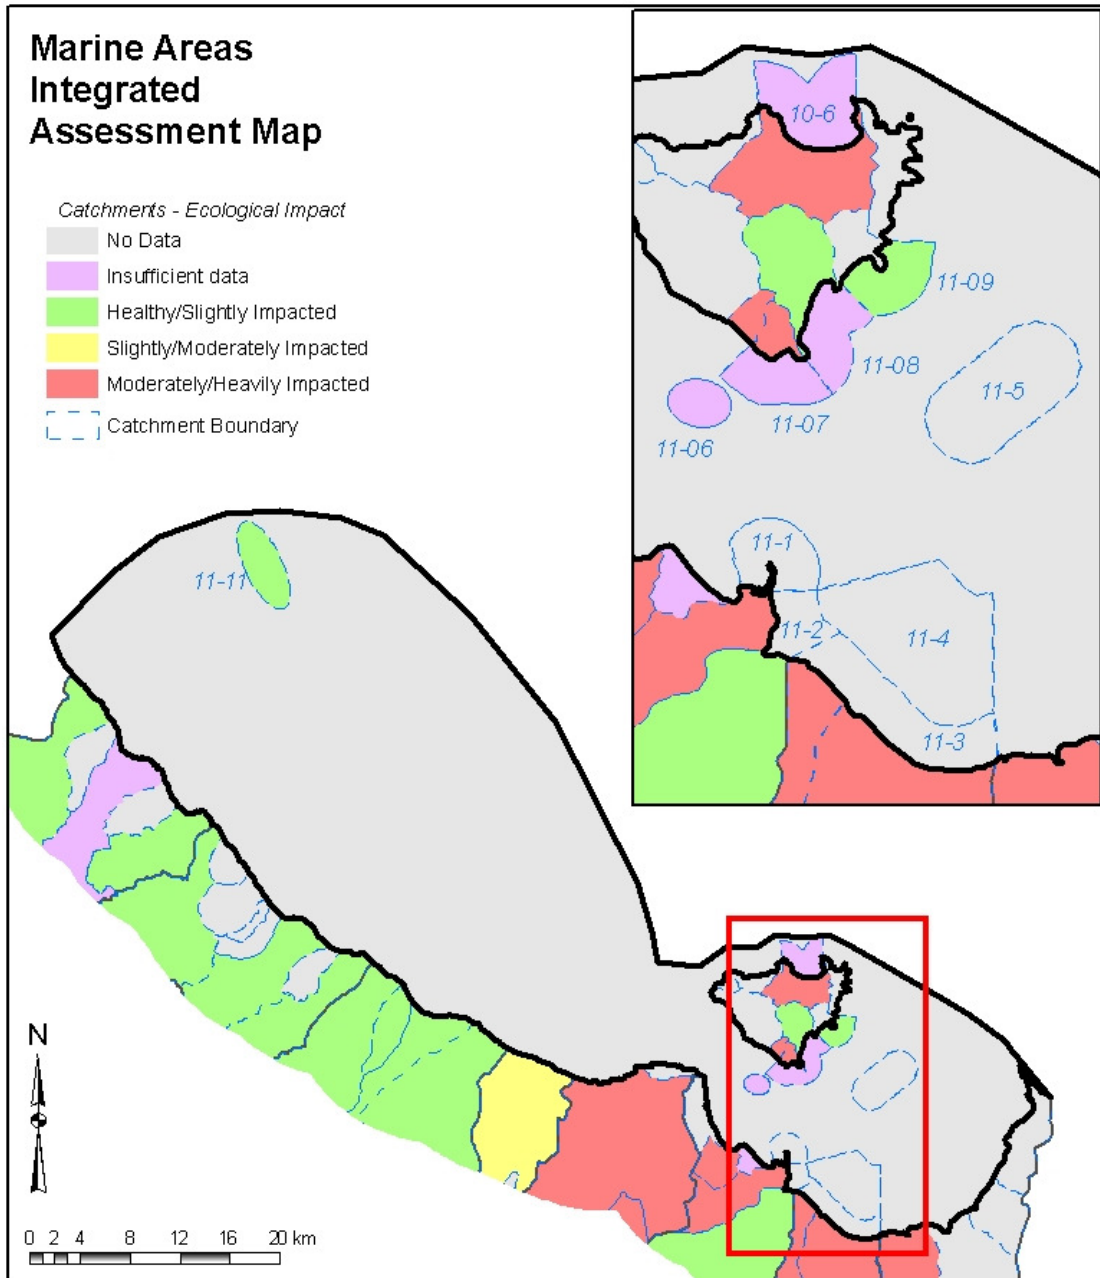 Marine Areas
Integrated
Assessment Map
Catchments - Ecological Impact
No Data
Insufficient data
Healthy/Slightly Impacted
Slightly/Moderately Impacted
Moderately/Heavily Impacted
Catchment Boundary
10-6
11-09
11-08
11-5
11-07
11-06
11-1
11-2
11-4
11-3
11-11
N
0 2 4 8 12 16 20 km